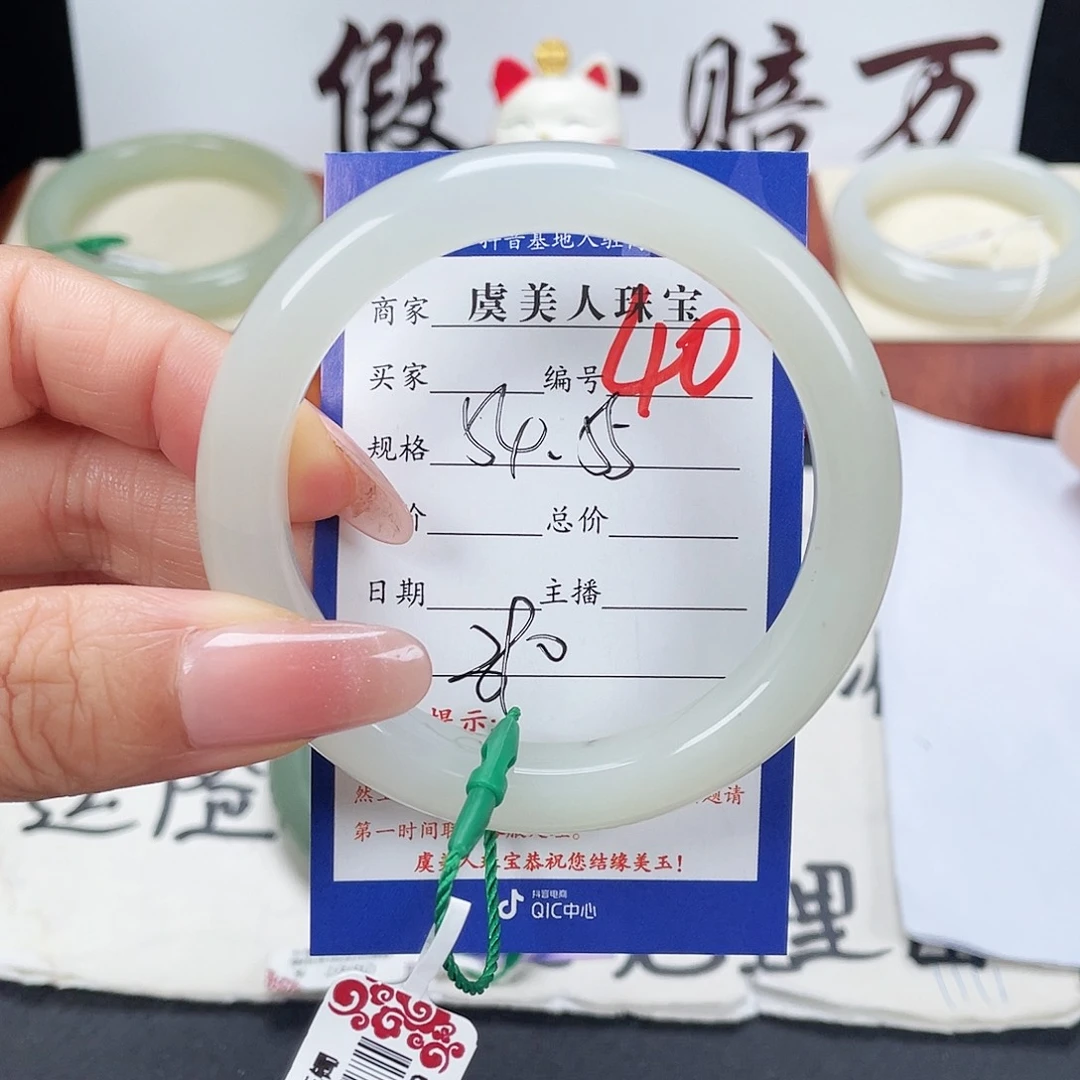 假一赔万
抖音基地入驻商
商家 虞美人珠宝
买家 编号 40
规格 54.55
价 总价
日期 主播
提示:
第一时间联
虞美人珠宝恭祝您结缘美玉!
抖音电商
QIC中心
里